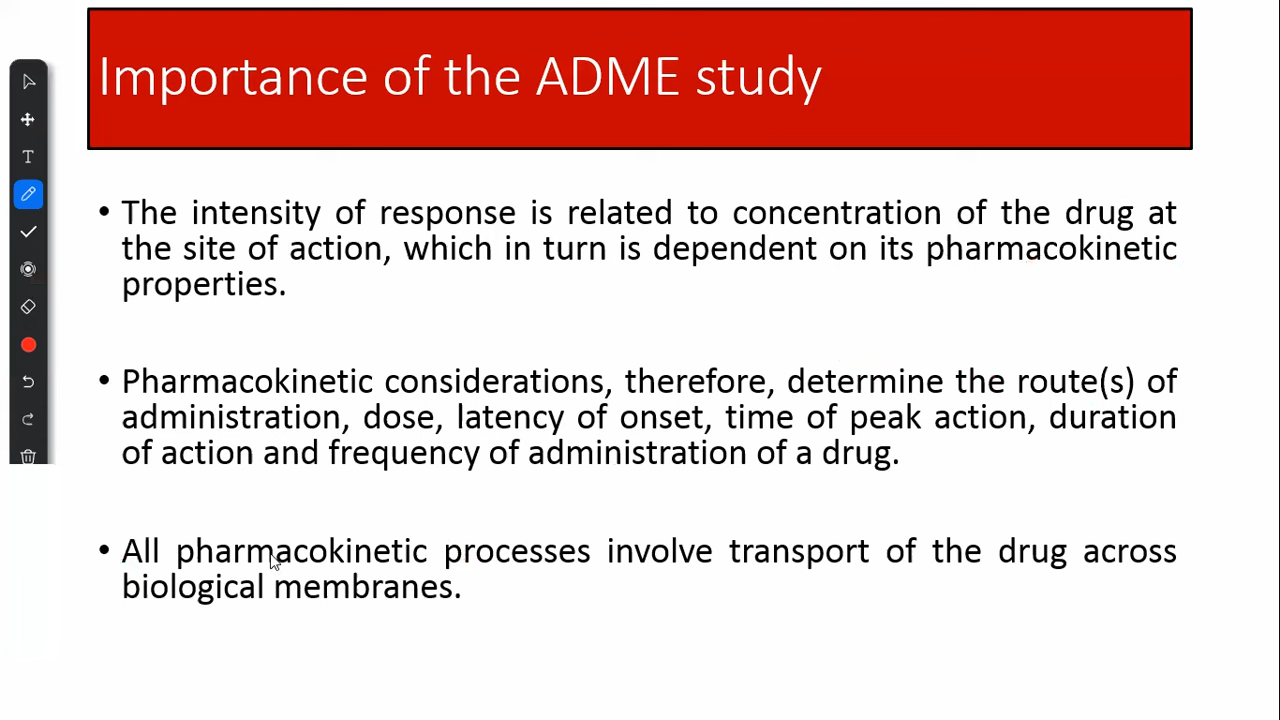 Importance of the ADME study
• The intensity of response is related to concentration of the drug at
the site of action, which in turn is dependent on its pharmacokinetic
properties.
• Pharmacokinetic considerations, therefore, determine the route(s) of
administration, dose, latency of onset, time of peak action, duration
of action and frequency of administration of a drug.
• All pharmacokinetic processes involve transport of the drug across
biological membranes.